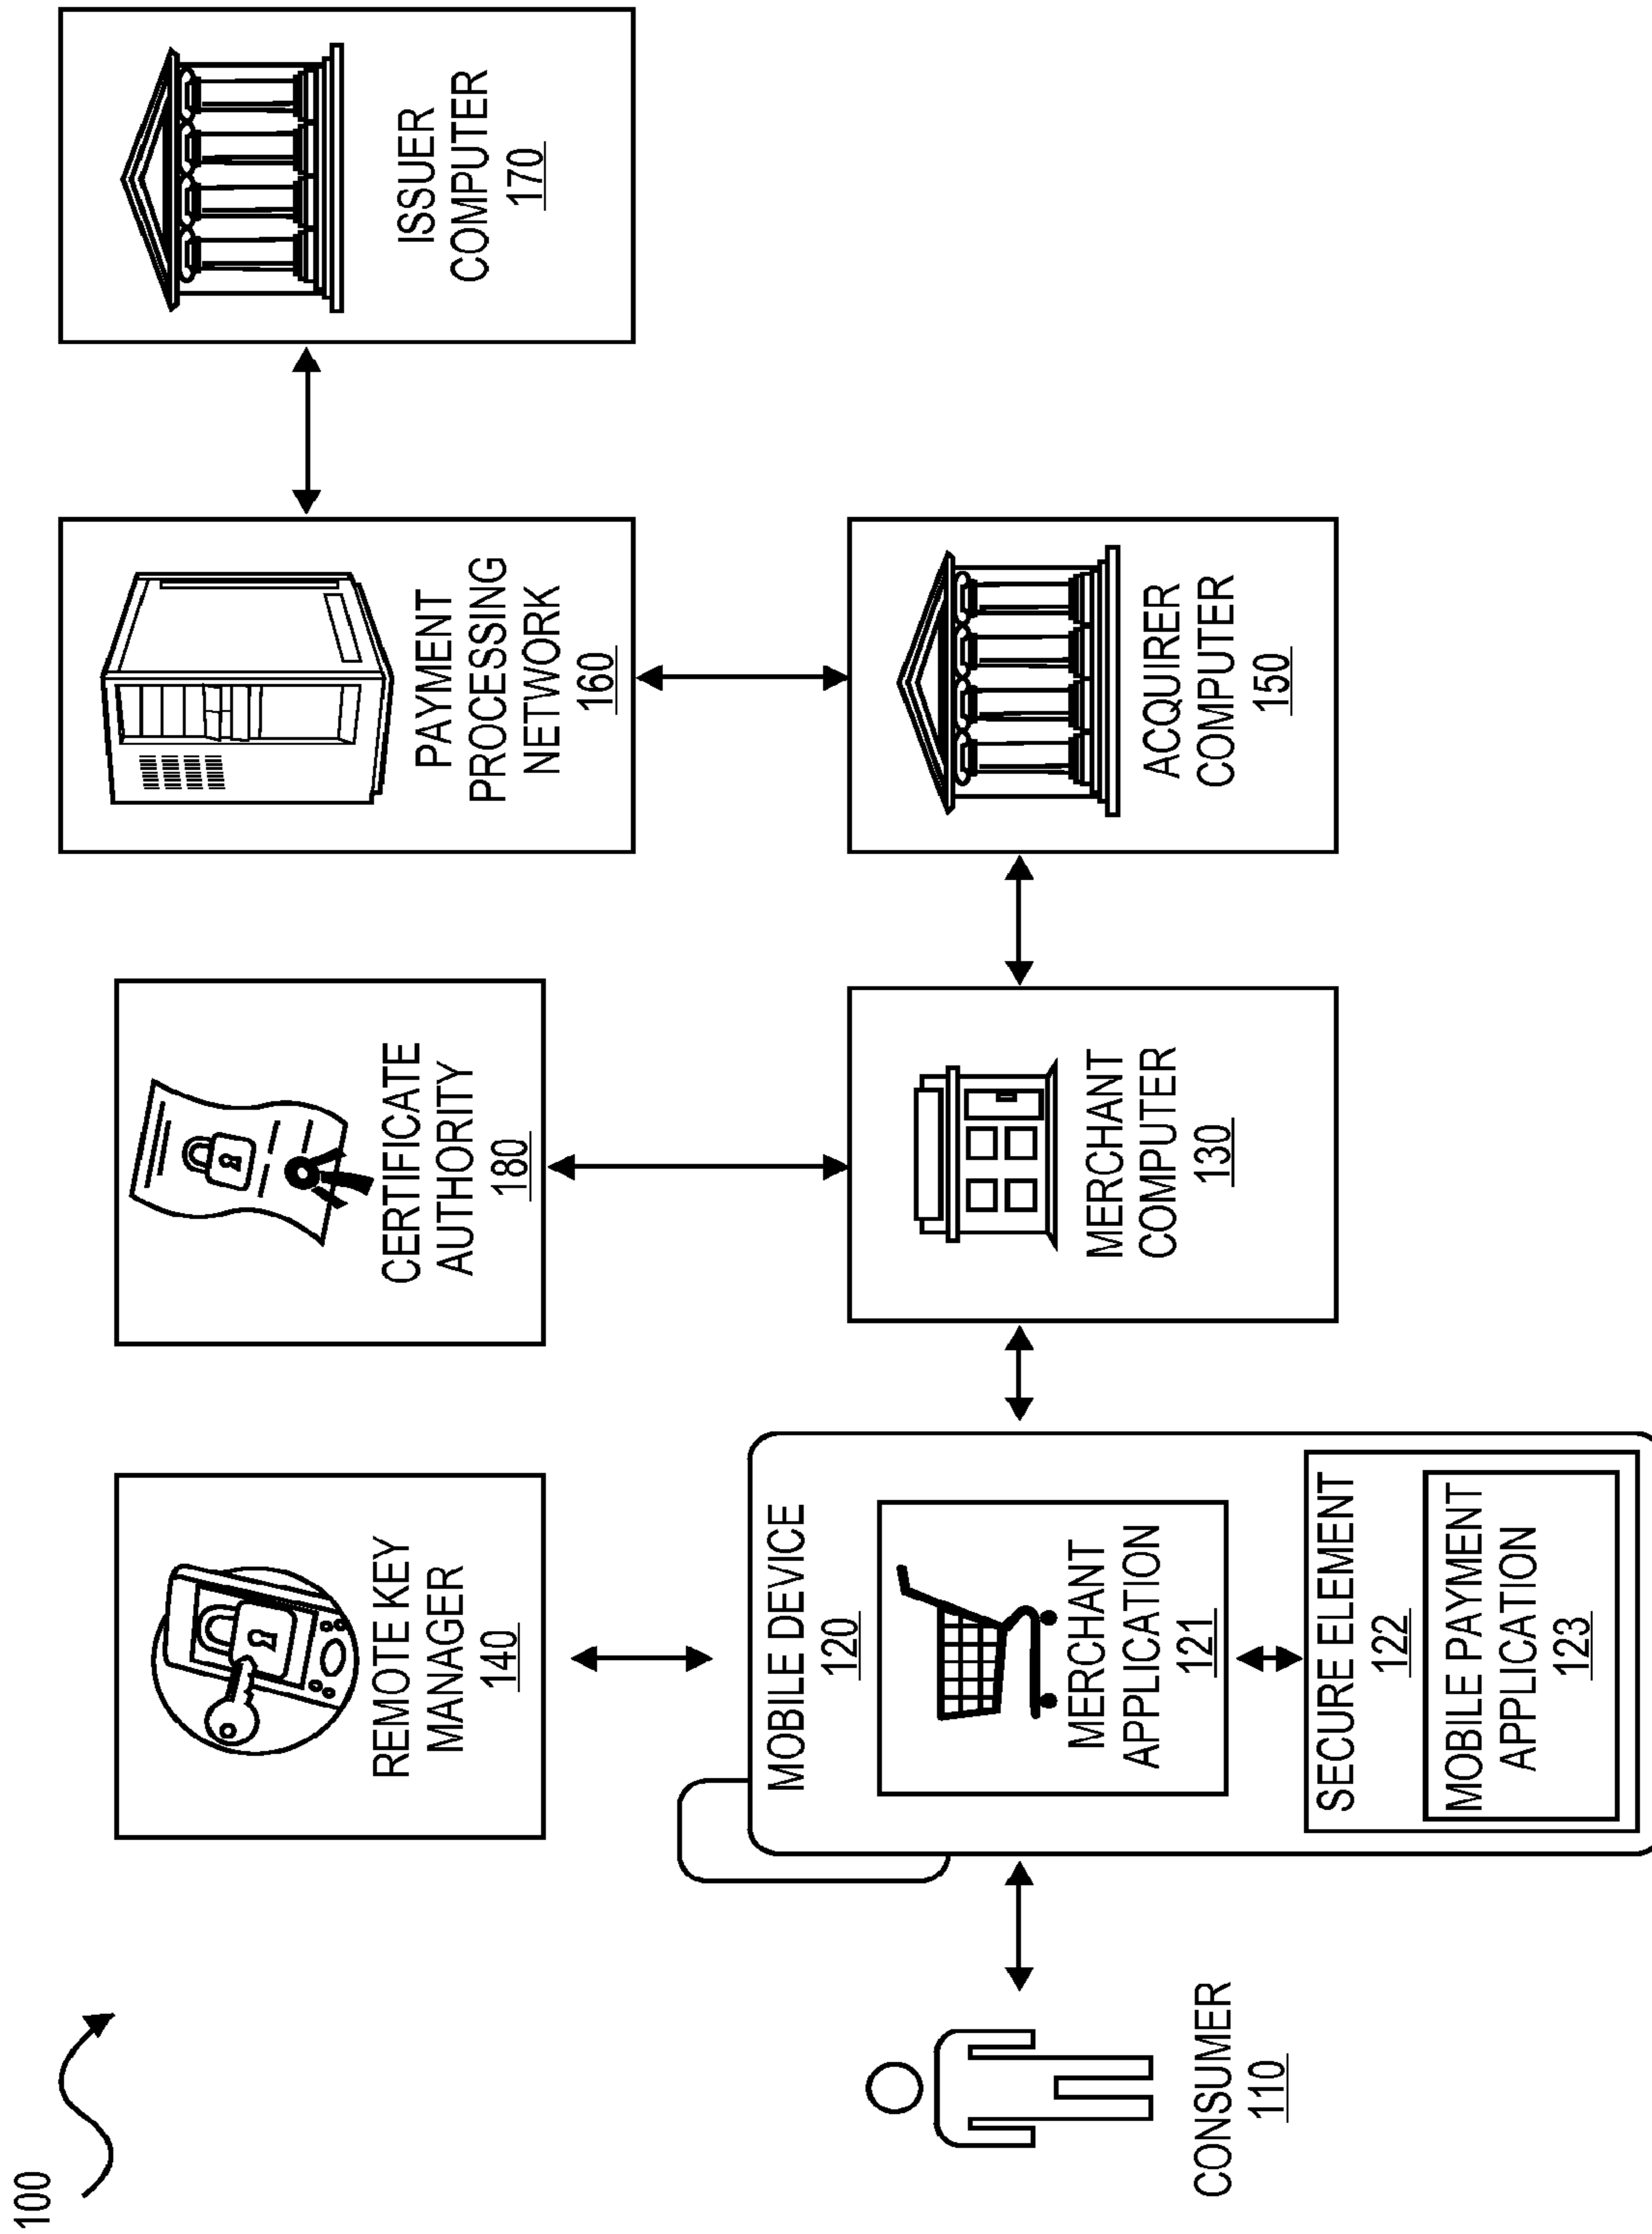 100
REMOTE KEY
MANAGER
140
CERTIFICATE
AUTHORITY
180
PAYMENT
PROCESSING
NETWORK
160
ISSUER
COMPUTER
170
CONSUMER
110
MOBILE DEVICE
120
MERCHANT
APPLICATION
121
SECURE ELEMENT
122
MOBILE PAYMENT
APPLICATION
123
MERCHANT
COMPUTER
130
ACQUIRER
COMPUTER
150